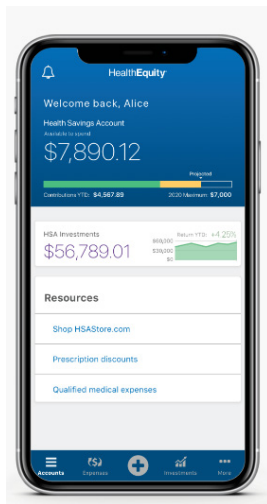 HealthEquity
Welcome back, Alice
Health Savings Account
Available to spend
$7,890.12
Projected
Contributions YTD: $4,567.89 2020 Maximum: $7,000
HSA Investments Return YTD: +4.25%
$56,789.01
$60,000
$30,000
$0
Resources
Shop HSAStore.com
Prescription discounts
Qualified medical expenses
Accounts Expenses Investments More